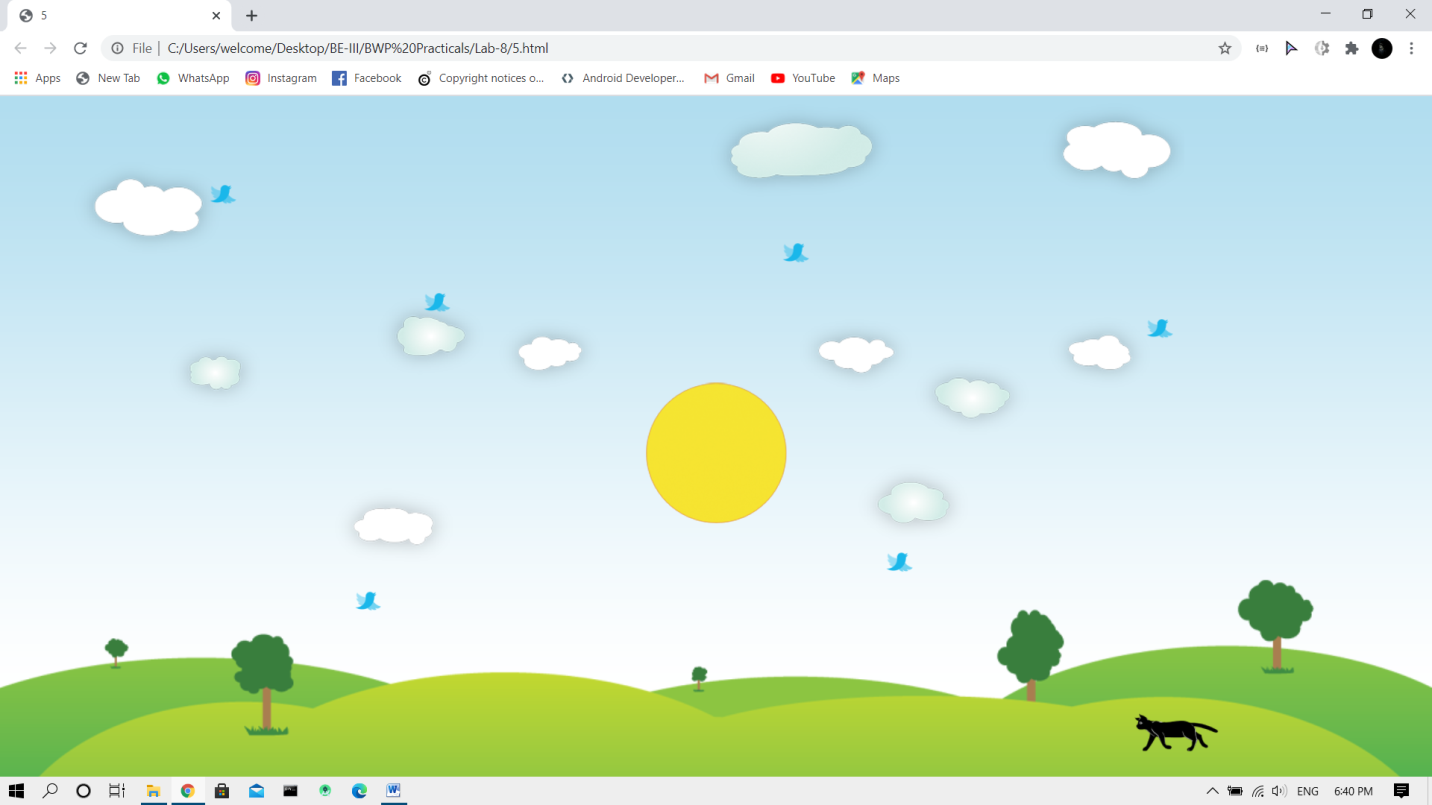 5
File | C:/Users/welcome/Desktop/BE-III/BWP%20Practicals/Lab-8/5.html
Apps New Tab WhatsApp Instagram Facebook Copyright notices o... Android Developer... Gmail YouTube Maps
ENG 6:40 PM